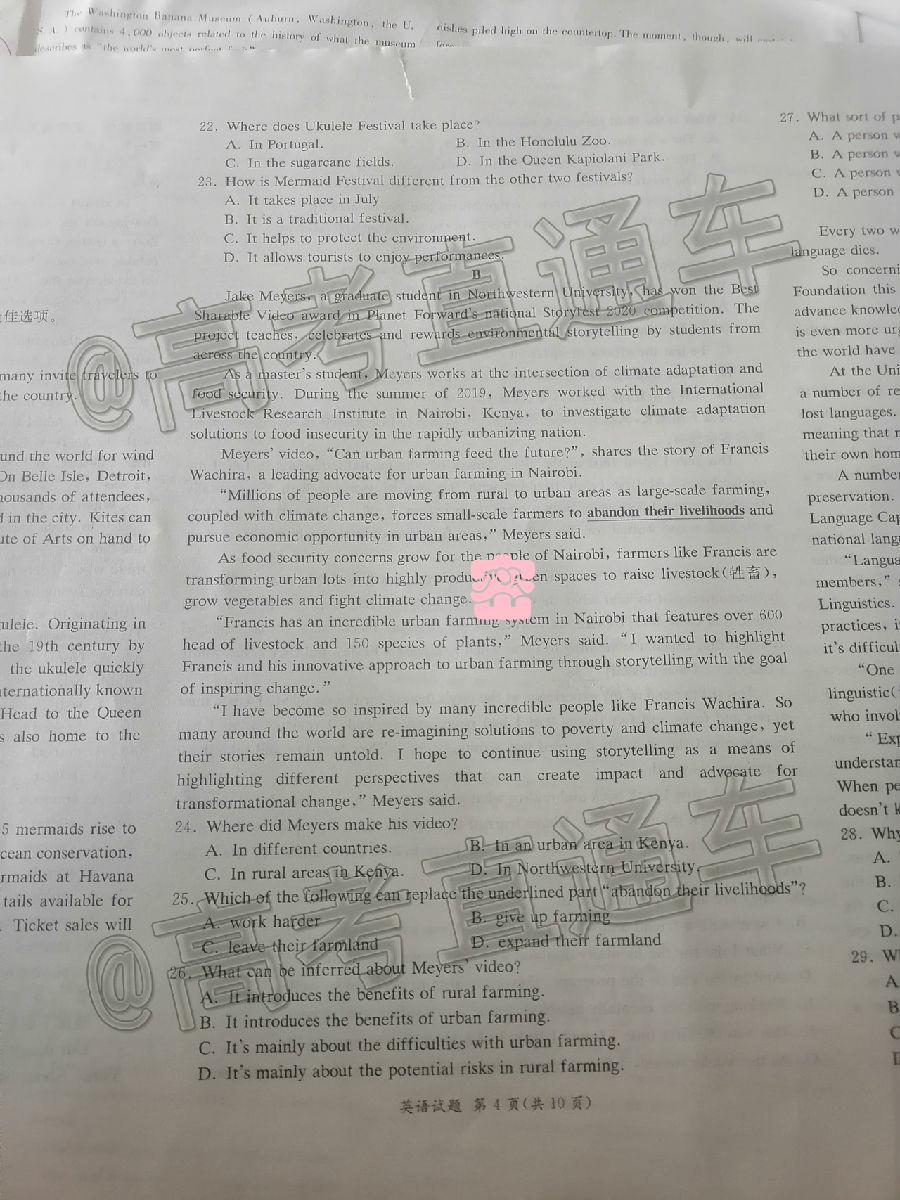 The Washington Banana Museum (Auburn, Washington, the U.
S. A.) contains 4,000 objects related to the history of what the museum
describes as "the world's most
dishes piled high on the countertop. The moment, though, will
佳选项。
many invite travelers to
the country.
und the world for wind
On Belle Isle, Detroit,
housands of attendees,
d in the city. Kites can
ute of Arts on hand to
ulele. Originating in
the 19th century by
the ukulele quickly
nternationally known
Head to the Queen
s also home to the
5 mermaids rise to
cean conservation,
rmaids at Havana
tails available for
. Ticket sales will
22. Where does Ukulele Festival take place?
A. In Portugal. B. In the Honolulu Zoo.
C. In the sugarcane fields. D. In the Queen Kapiolani Park.
23. How is Mermaid Festival different from the other two festivals?
A. It takes place in July
B. It is a traditional festival.
C. It helps to protect the environment.
D. It allows tourists to enjoy performances.
B
Jake Meyers, a graduate student in Northwestern University, has won the Best
Sharable Video award in Planet Forward's national Storyfest 2020 competition. The
project teaches, celebrates and rewards environmental storytelling by students from
across the country.
As a master's student, Meyers works at the intersection of climate adaptation and
food security. During the summer of 2019, Meyers worked with the International
Livestock Research Institute in Nairobi, Kenya, to investigate climate adaptation
solutions to food insecurity in the rapidly urbanizing nation.
Meyers' video, "Can urban farming feed the future?", shares the story of Francis
Wachira, a leading advocate for urban farming in Nairobi.
"Millions of people are moving from rural to urban areas as large-scale farming,
coupled with climate change, forces small-scale farmers to abandon their livelihoods and
pursue economic opportunity in urban areas," Meyers said.
As food security concerns grow for the people of Nairobi, farmers like Francis are
transforming urban lots into highly spaces to raise livestock(牲畜),
grow vegetables and fight climate change.
"Francis has an incredible urban farming system in Nairobi that features over 600
head of livestock and 150 species of plants," Meyers said. "I wanted to highlight
Francis and his innovative approach to urban farming through storytelling with the goal
of inspiring change."
"I have become so inspired by many incredible people like Francis Wachira. So
many around the world are re-imagining solutions to poverty and climate change, yet
their stories remain untold. I hope to continue using storytelling as a means of
highlighting different perspectives that can create impact and advocate for
transformational change," Meyers said.
24. Where did Meyers make his video?
A. In different countries. B. In an urban area in Kenya.
C. In rural areas in Kenya. D. In Northwestern University.
25. Which of the following can replace the underlined part "abandon their livelihoods"?
A. work harder B. give up farming
C. leave their farmland D. expand their farmland
26. What can be inferred about Meyers' video?
A. It introduces the benefits of rural farming.
B. It introduces the benefits of urban farming.
C. It's mainly about the difficulties with urban farming.
D. It's mainly about the potential risks in rural farming.
英语试题 第4页(共10页)
27. What sort of p
A. A person w
B. A person w
C. A person w
D. A person
Every two w
language dies.
So concerni
Foundation this
advance knowled
is even more urg
the world have
At the Uni
a number of re
lost languages.
meaning that
their own hom
A number
preservation.
Language Cap
national lang
"Langua
members,"
Linguistics.
practices, i
it's difficul
"One
linguistic(
who invol
"Exp
understan
When pe
doesn't k
28. Why
A.
B.
C.
D.
29. W
A
B
C
@高考直通车
@高考直通车